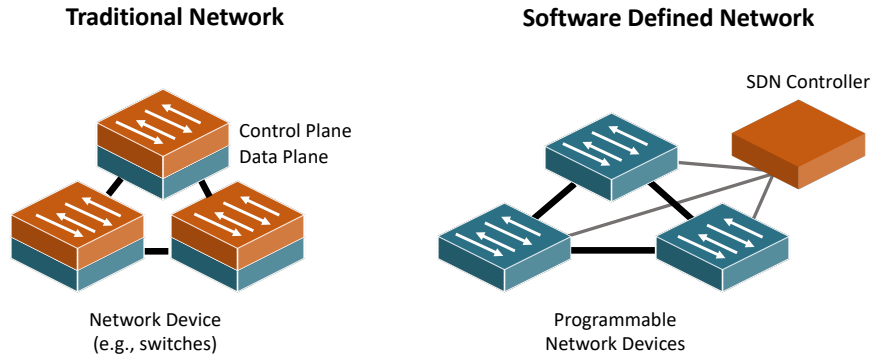 Traditional Network
Software Defined Network
SDN Controller
Control Plane
Data Plane
Network Device
(e.g., switches)
Programmable
Network Devices